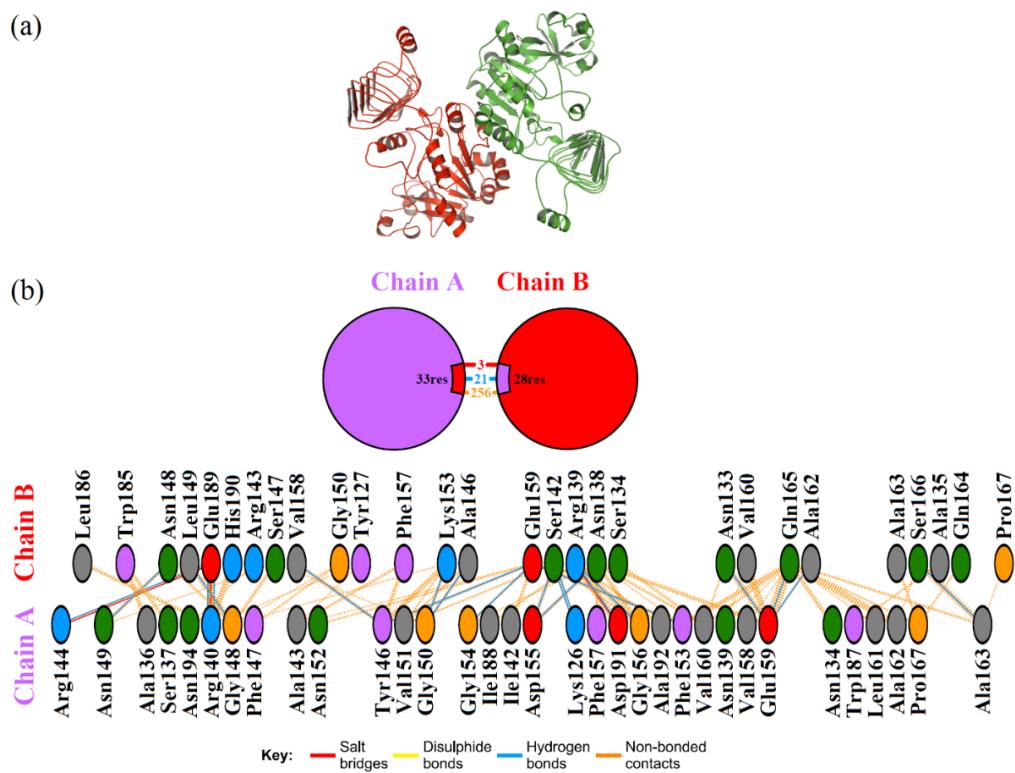 (a)
(b)
Chain A Chain B
33res 3 28res
21
256
Chain B
Leu186 Trp185 Asn148 Leu149 Glu189 His190 Arg143 Ser147 Val158 Gly150 Tyr127 Phe157 Lys153 Ala146 Glu159 Ser142 Arg139 Asn138 Ser134 Asn133 Val160 Gln165 Ala162 Ala163 Ser166 Ala135 Gln164 Pro167
Chain A
Arg144 Asn149 Ala136 Ser137 Asn194 Arg140 Gly148 Phe147 Ala143 Asn152 Tyr146 Val151 Gly150 Gly154 Ile188 Ile142 Asp155 Lys126 Phe157 Asp191 Gly156 Ala192 Phe153 Val160 Asn139 Val158 Glu159 Asn134 Trp187 Leu161 Ala162 Pro167 Ala163
Key: Salt bridges Disulphide bonds Hydrogen bonds Non-bonded contacts